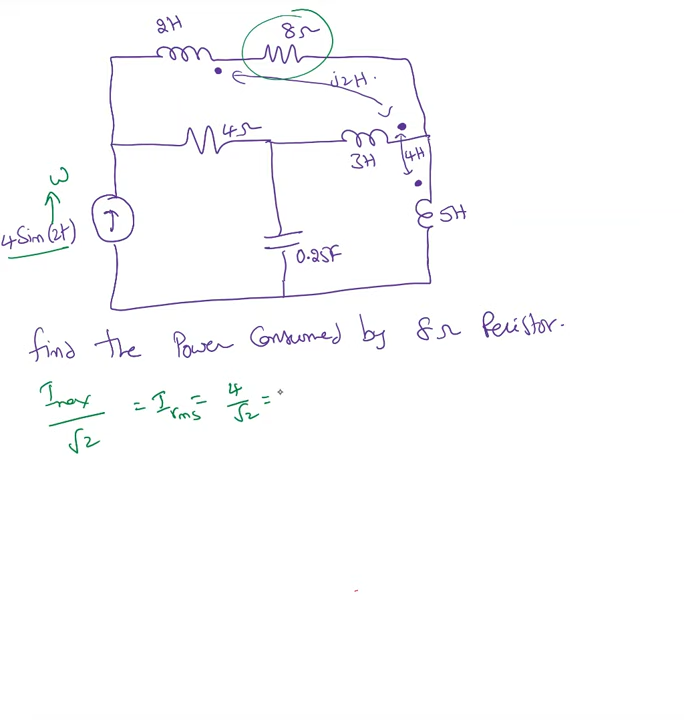 2H
8Ω
j2H.
4Ω
3H
4H
ω
4Sin(2t)
5H
0.25F
find the Power Consumed by 8Ω Resistor.
Imax/√2 = Irms = 4/√2 =